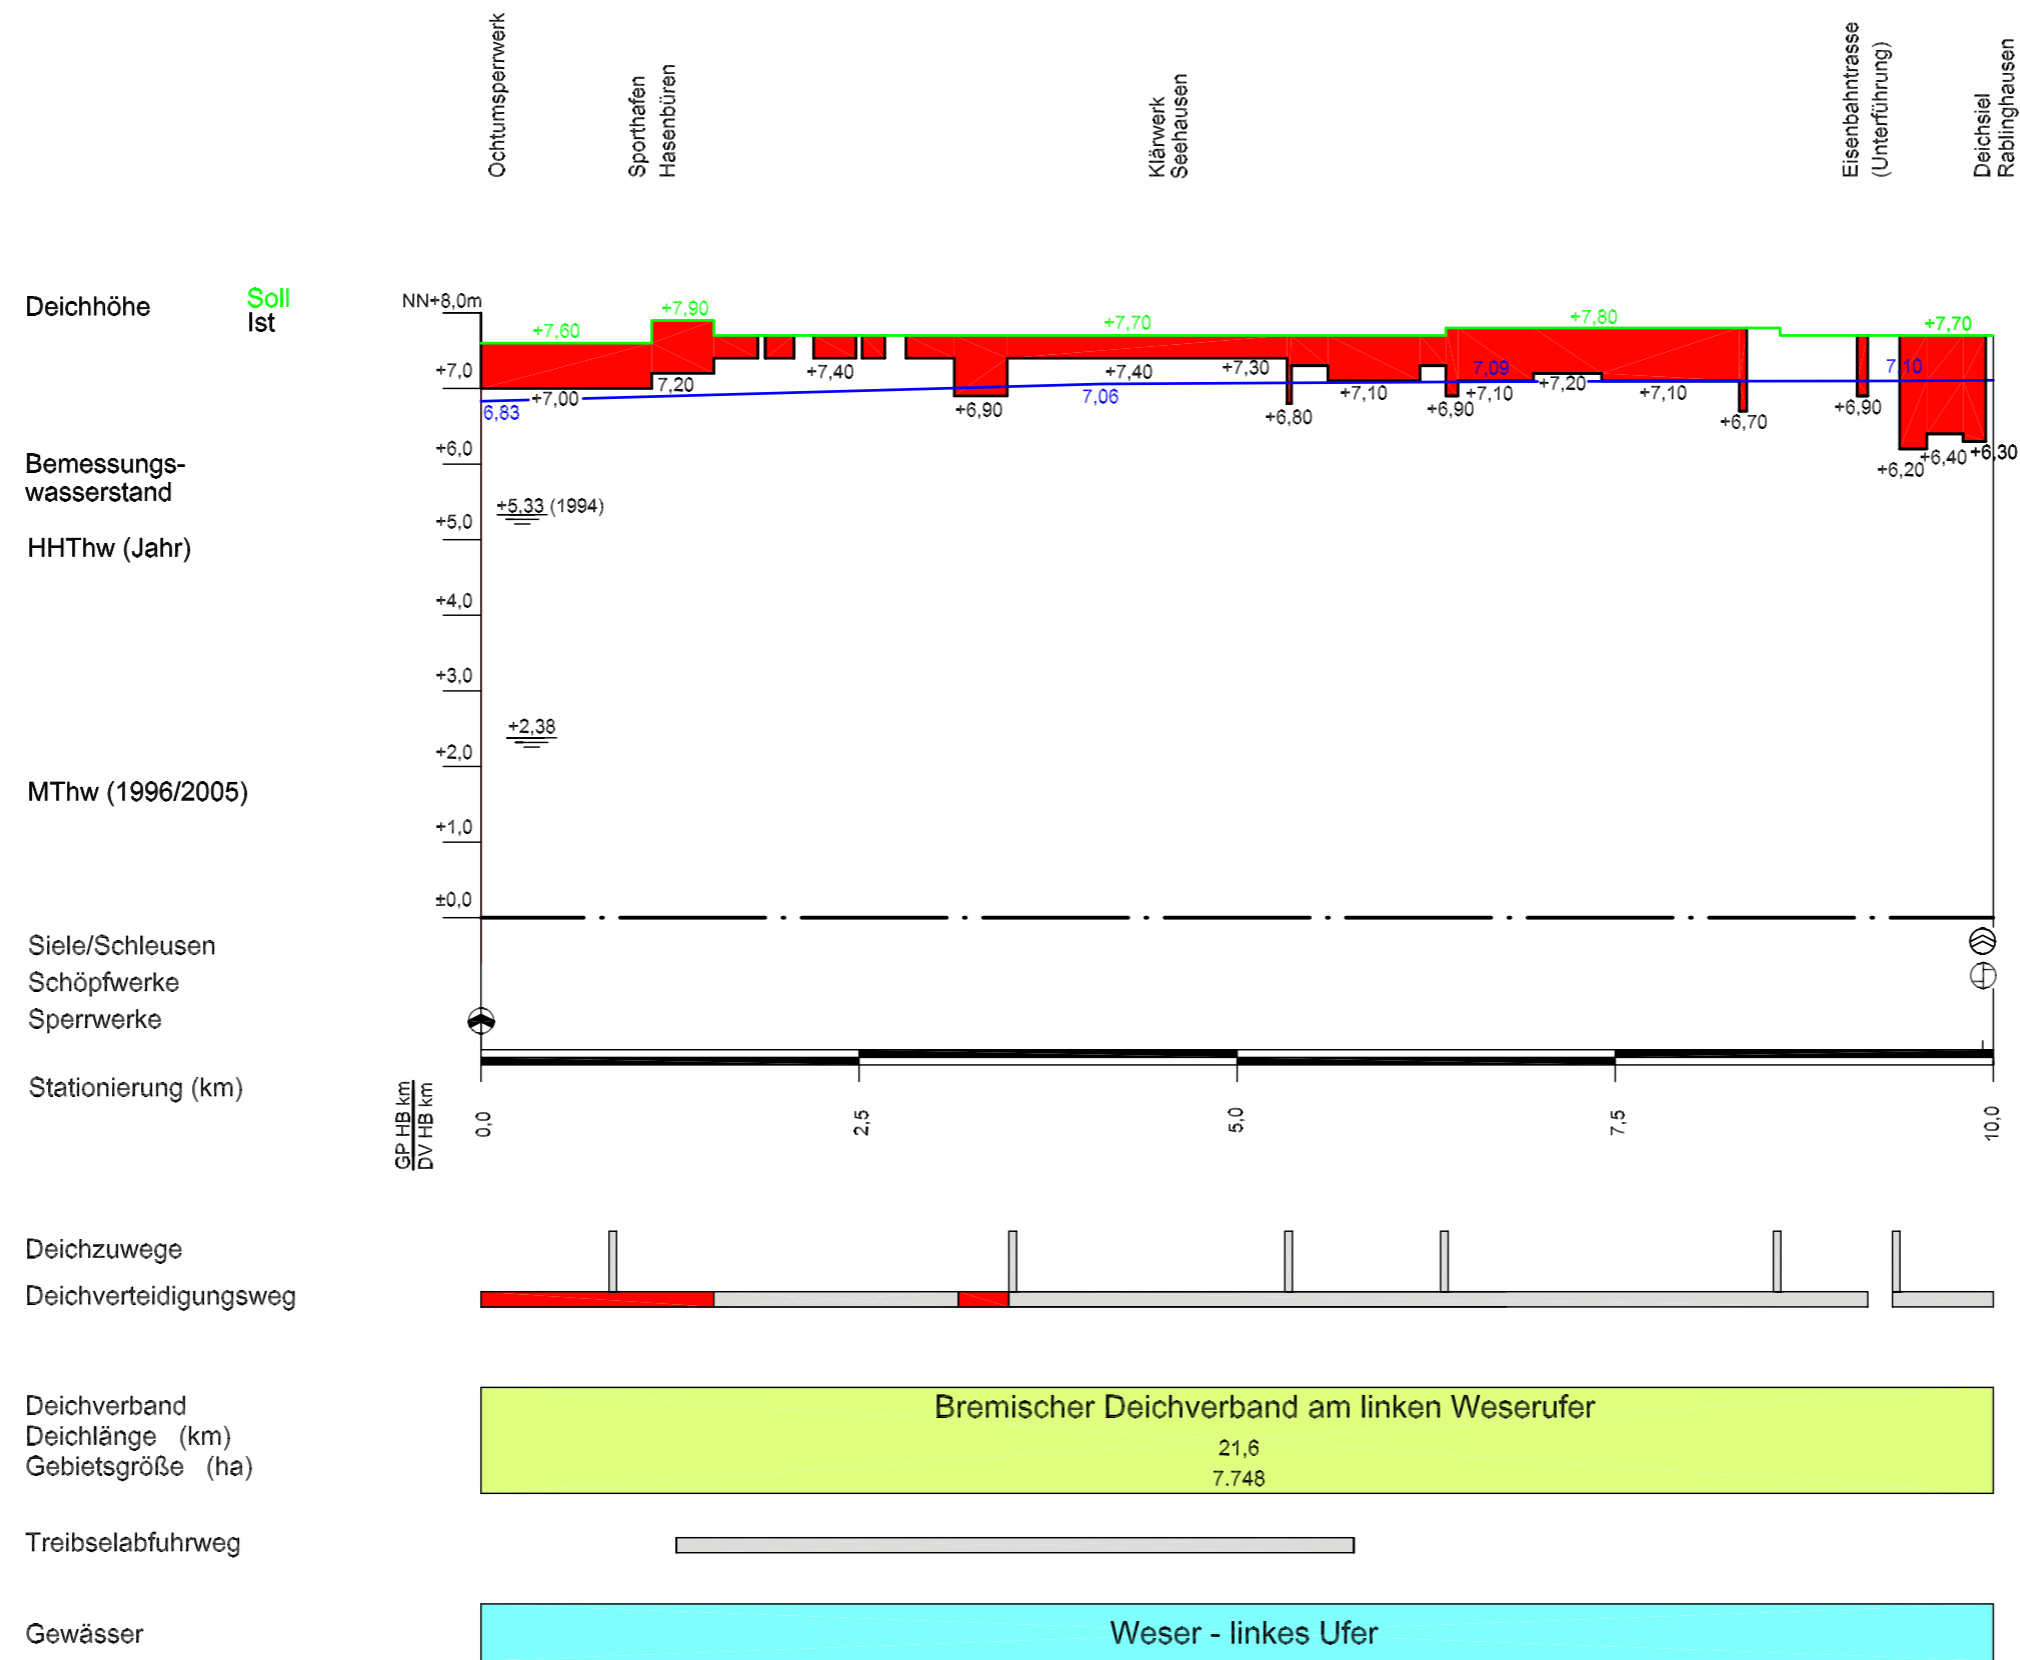 Ochtumsperrwerk
Sporthafen
Hasenbüren
Klärwerk
Seehausen
Eisenbahntrasse
(Unterführung)
Deichsiel
Rablinghausen
Deichhöhe
Soll
Ist
NN+8,0m
+7,60
+7,90
+7,70
+7,80
+7,70
+7,0
+7,00
7,20
+7,40
+6,90
+7,40
+7,30
+6,80
+7,10
+6,90
+7,10
+7,20
+7,10
+6,70
+6,90
+6,20
+6,40
+6,30
6,83
7,06
7,09
7,10
Bemessungs-
wasserstand
+6,0
+5,33 (1994)
+5,0
HHThw (Jahr)
+4,0
+3,0
+2,38
+2,0
MThw (1996/2005)
+1,0
±0,0
Siele/Schleusen
Schöpfwerke
Sperrwerke
Stationierung (km)
GP HB km
DV HB km
0,0
2,5
5,0
7,5
10,0
Deichzuwege
Deichverteidigungsweg
Deichverband
Bremischer Deichverband am linken Weserufer
Deichlänge (km)
21,6
Gebietsgröße (ha)
7.748
Treibselabfuhrweg
Gewässer
Weser - linkes Ufer